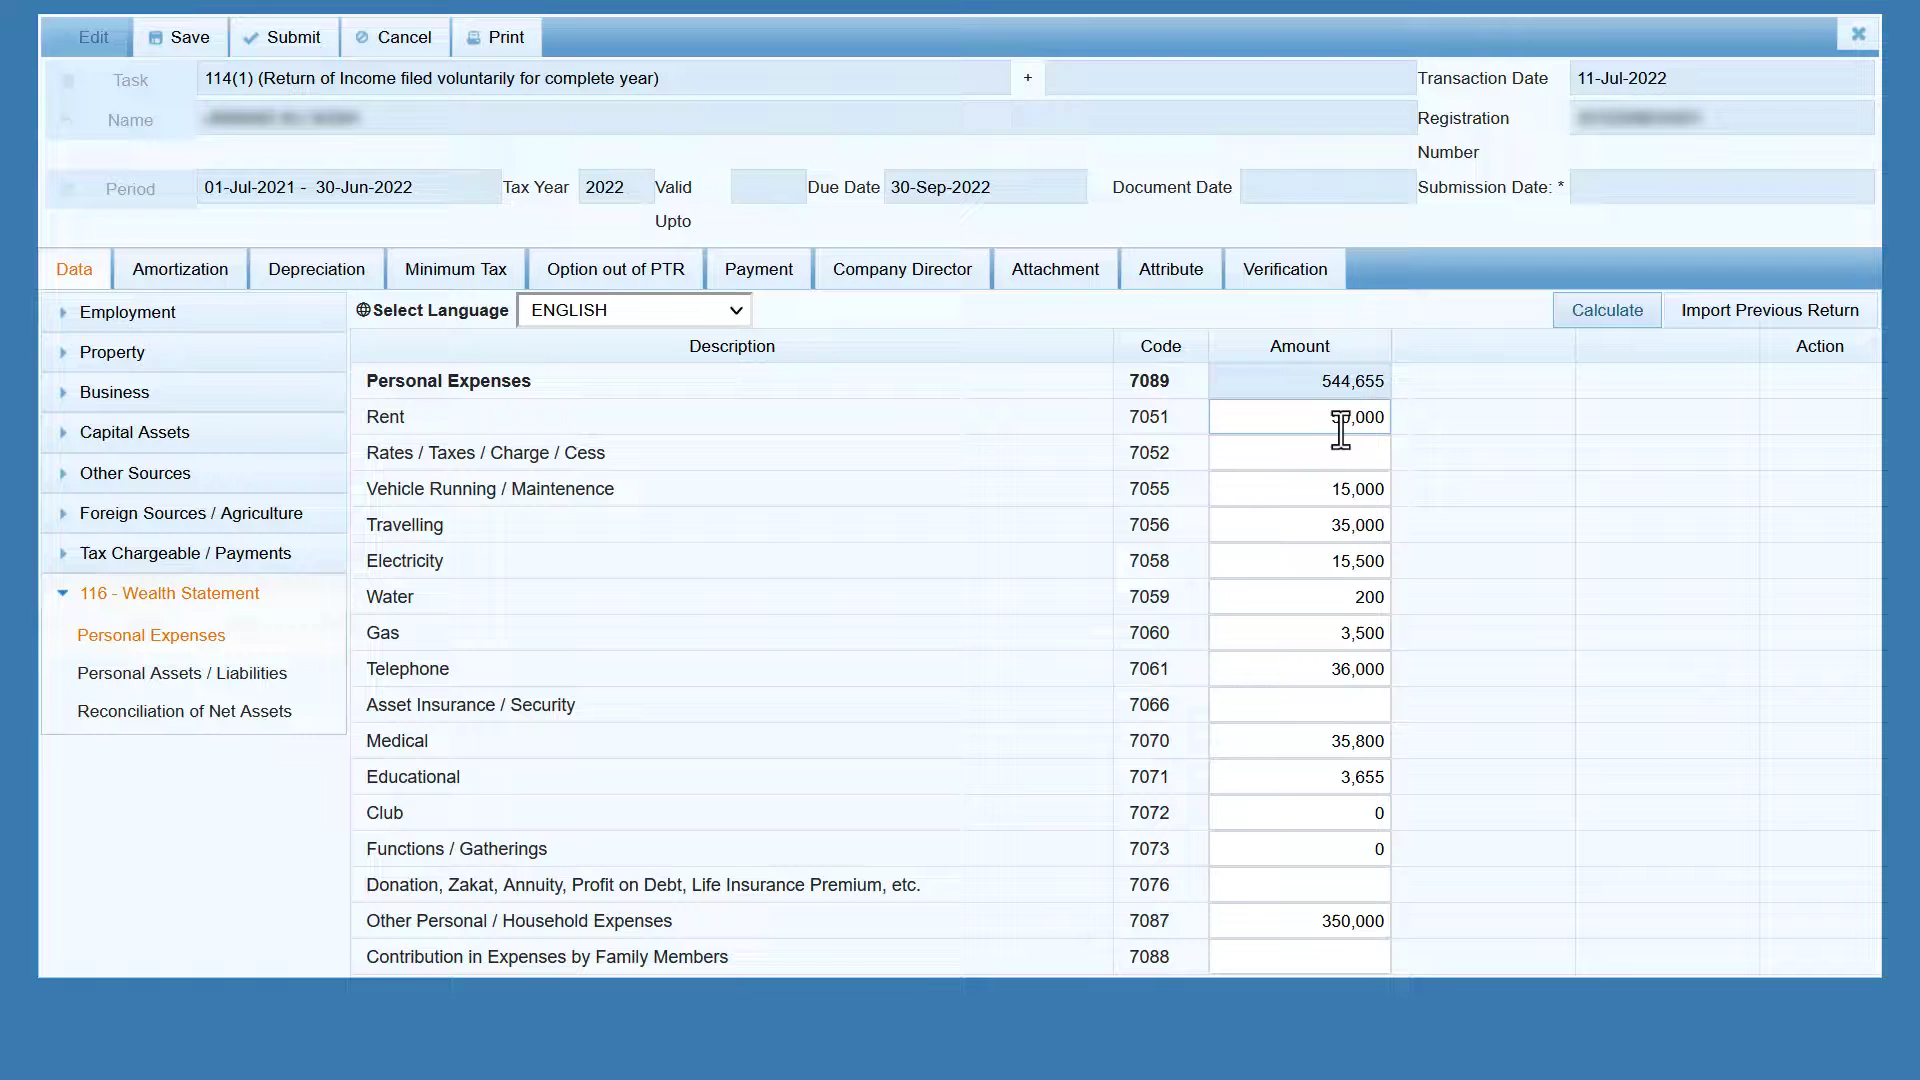 Edit Save Submit Cancel Print
Task 114(1) (Return of Income filed voluntarily for complete year) + Transaction Date 11-Jul-2022
Name Registration Number
Period 01-Jul-2021 - 30-Jun-2022 Tax Year 2022 Valid Upto Due Date 30-Sep-2022 Document Date Submission Date: *
Data Amortization Depreciation Minimum Tax Option out of PTR Payment Company Director Attachment Attribute Verification
Employment
Property
Business
Capital Assets
Other Sources
Foreign Sources / Agriculture
Tax Chargeable / Payments
116 - Wealth Statement
Personal Expenses
Personal Assets / Liabilities
Reconciliation of Net Assets
Select Language ENGLISH Calculate Import Previous Return
Description Code Amount Action
Personal Expenses 7089 544,655
Rent 7051
Rates / Taxes / Charge / Cess 7052
Vehicle Running / Maintenence 7055 15,000
Travelling 7056 35,000
Electricity 7058 15,500
Water 7059 200
Gas 7060 3,500
Telephone 7061 36,000
Asset Insurance / Security 7066
Medical 7070 35,800
Educational 7071 3,655
Club 7072 0
Functions / Gatherings 7073 0
Donation, Zakat, Annuity, Profit on Debt, Life Insurance Premium, etc. 7076
Other Personal / Household Expenses 7087 350,000
Contribution in Expenses by Family Members 7088